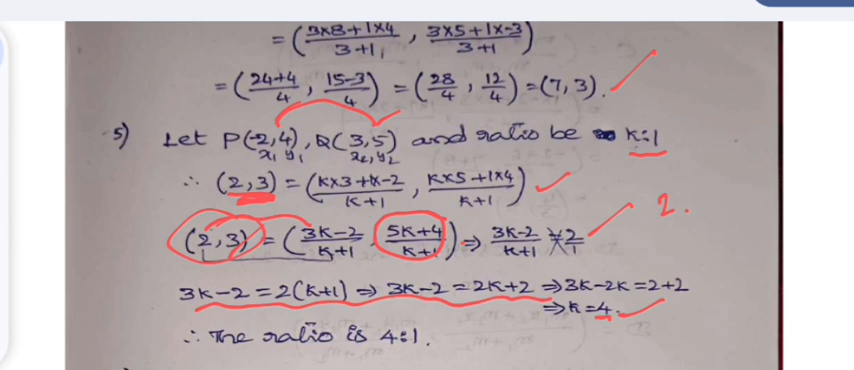 = (3×8+1×4/3+1, 3×5+1×-3/3+1)
= (24+4/4, 15-3/4) = (28/4, 12/4) = (7,3).
5) Let P(-2,4), Q(3,5) and ratio be K:1
x₁ y₁ x₂, y₂
∴ (2,3) = (K×3+1×-2/K+1, K×5+1×4/K+1)
2.
(2,3) = (3K-2/K+1, 5K+4/K+1) ⇒ 3K-2/K+1 = 2
3K-2 = 2(K+1) ⇒ 3K-2 = 2K+2 ⇒ 3K-2K = 2+2
⇒ K = 4.
∴ The ratio is 4:1.